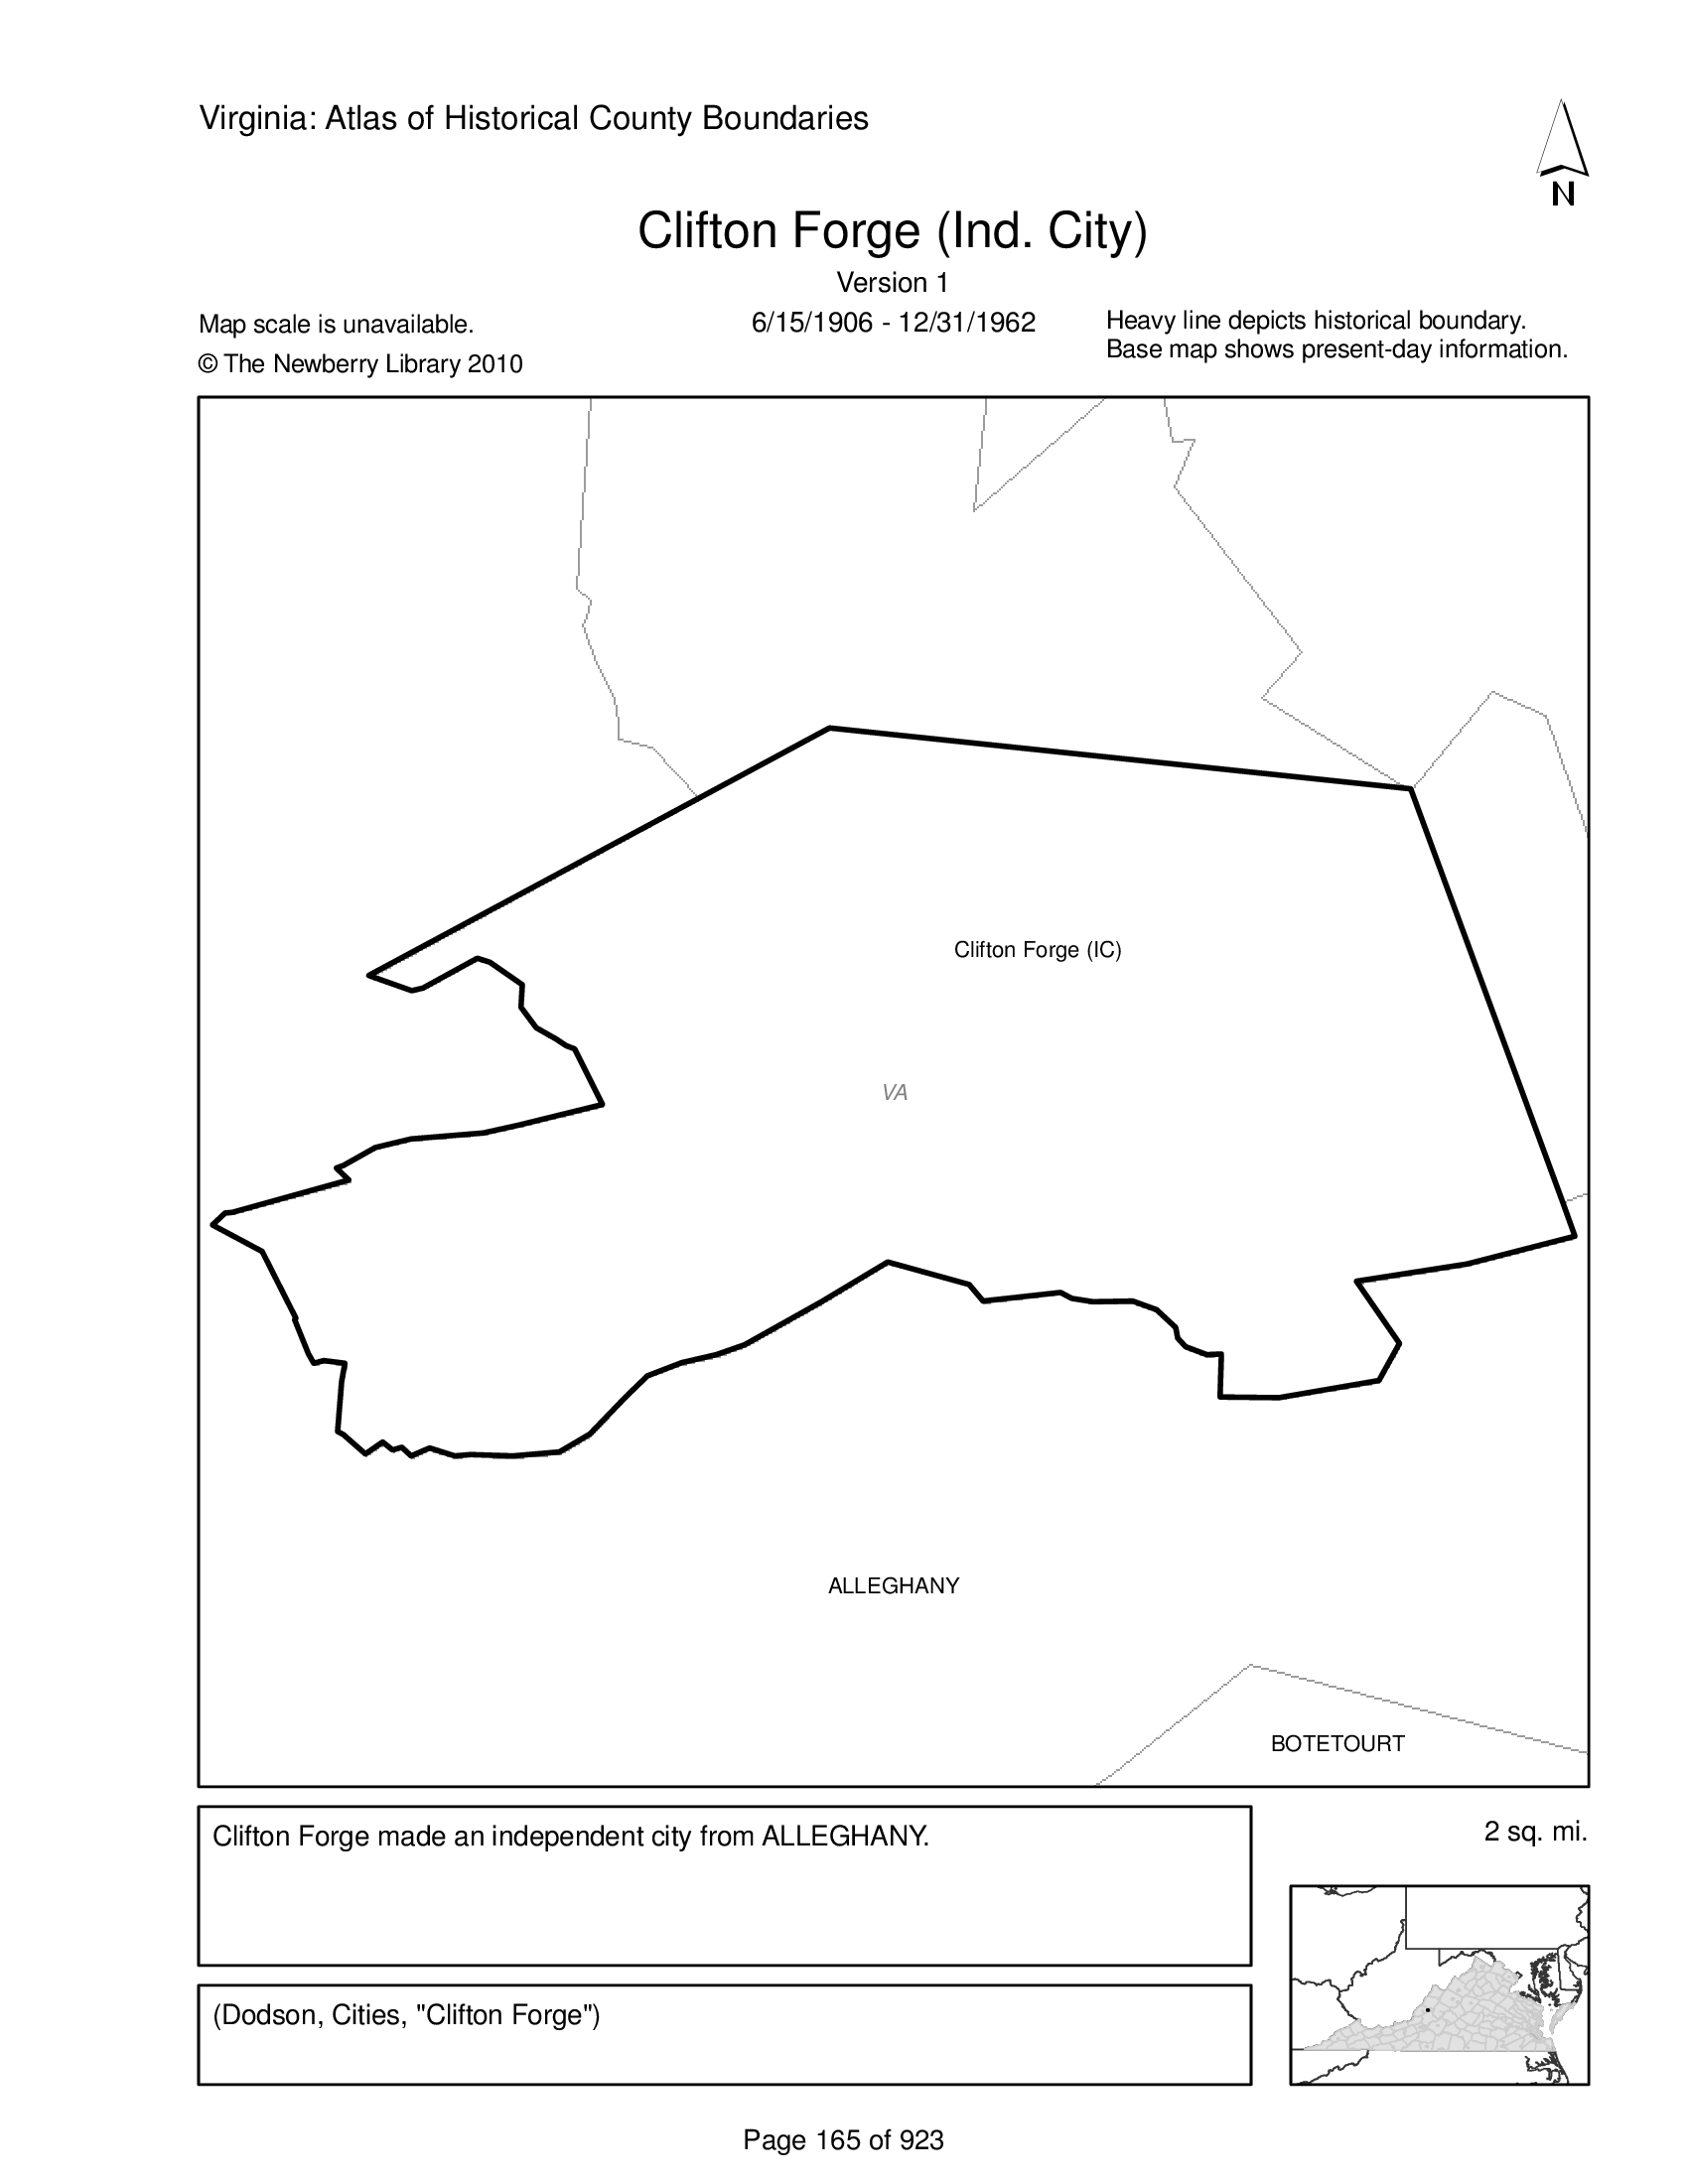 Virginia: Atlas of Historical County Boundaries
N
Clifton Forge (Ind. City)
Version 1
6/15/1906 - 12/31/1962
Map scale is unavailable.
© The Newberry Library 2010
Heavy line depicts historical boundary.
Base map shows present-day information.
Clifton Forge (IC)
VA
ALLEGHANY
BOTETOURT
Clifton Forge made an independent city from ALLEGHANY.
2 sq. mi.
(Dodson, Cities, "Clifton Forge")
Page 165 of 923